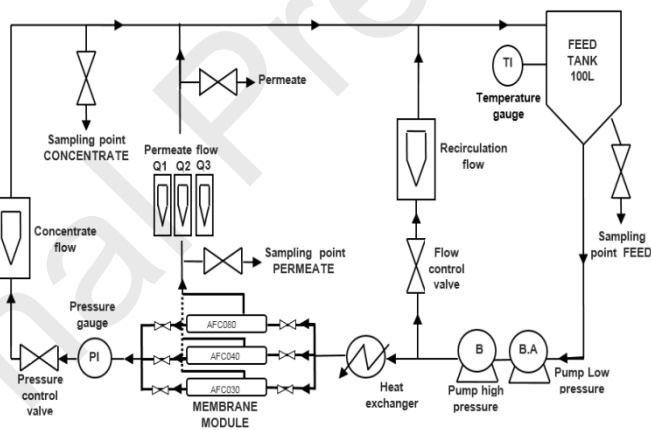 FEED
TANK
100L
TI
Temperature
gauge
Permeate
Sampling point
CONCENTRATE
Permeate flow
Q1 Q2 Q3
Recirculation
flow
Concentrate
flow
Sampling point
PERMEATE
Flow
control
valve
Sampling
point FEED
Pressure
gauge
PI
AFC080
AFC040
AFC030
B
B.A
Pump Low
pressure
Pump high
pressure
Heat
exchanger
Pressure
control
valve
MEMBRANE
MODULE